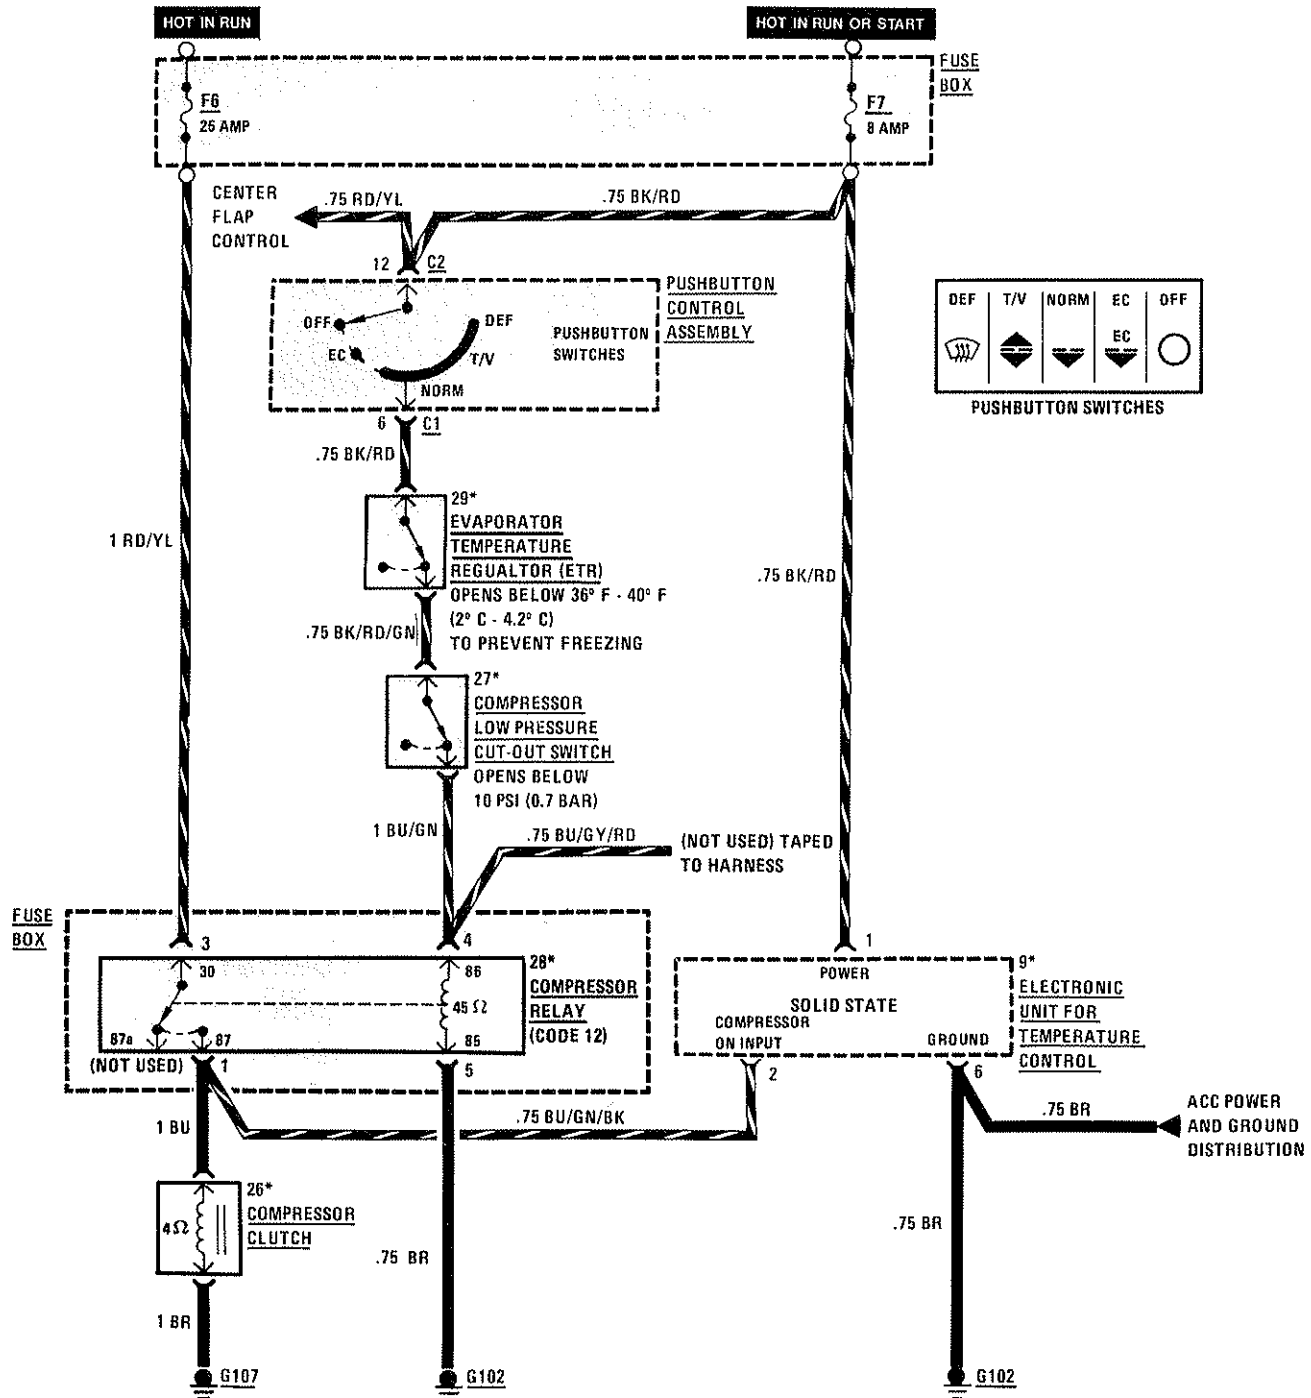 HOT IN RUN
HOT IN RUN OR START
FUSE
BOX
F6
25 AMP
F7
8 AMP
CENTER
FLAP
CONTROL
.75 RD/YL
.75 BK/RD
12
C2
PUSHBUTTON
CONTROL
ASSEMBLY
OFF
DEF
EC
T/V
NORM
PUSHBUTTON
SWITCHES
DEF
T/V
NORM
EC
OFF
EC
PUSHBUTTON SWITCHES
6
C1
.75 BK/RD
29*
EVAPORATOR
TEMPERATURE
REGUALTOR (ETR)
OPENS BELOW 36° F - 40° F
(2° C - 4.2° C)
TO PREVENT FREEZING
1 RD/YL
.75 BK/RD
.75 BK/RD/GN
27*
COMPRESSOR
LOW PRESSURE
CUT-OUT SWITCH
OPENS BELOW
10 PSI (0.7 BAR)
1 BU/GN
.75 BU/GY/RD
(NOT USED) TAPED
TO HARNESS
FUSE
BOX
3
4
1
30
86
45 Ω
87a
87
85
(NOT USED)
28*
COMPRESSOR
RELAY
(CODE 12)
POWER
SOLID STATE
COMPRESSOR
ON INPUT
GROUND
9*
ELECTRONIC
UNIT FOR
TEMPERATURE
CONTROL
1
5
2
6
1 BU
.75 BU/GN/BK
.75 BR
ACC POWER
AND GROUND
DISTRIBUTION
4Ω
26*
COMPRESSOR
CLUTCH
.75 BR
.75 BR
1 BR
G107
G102
G102